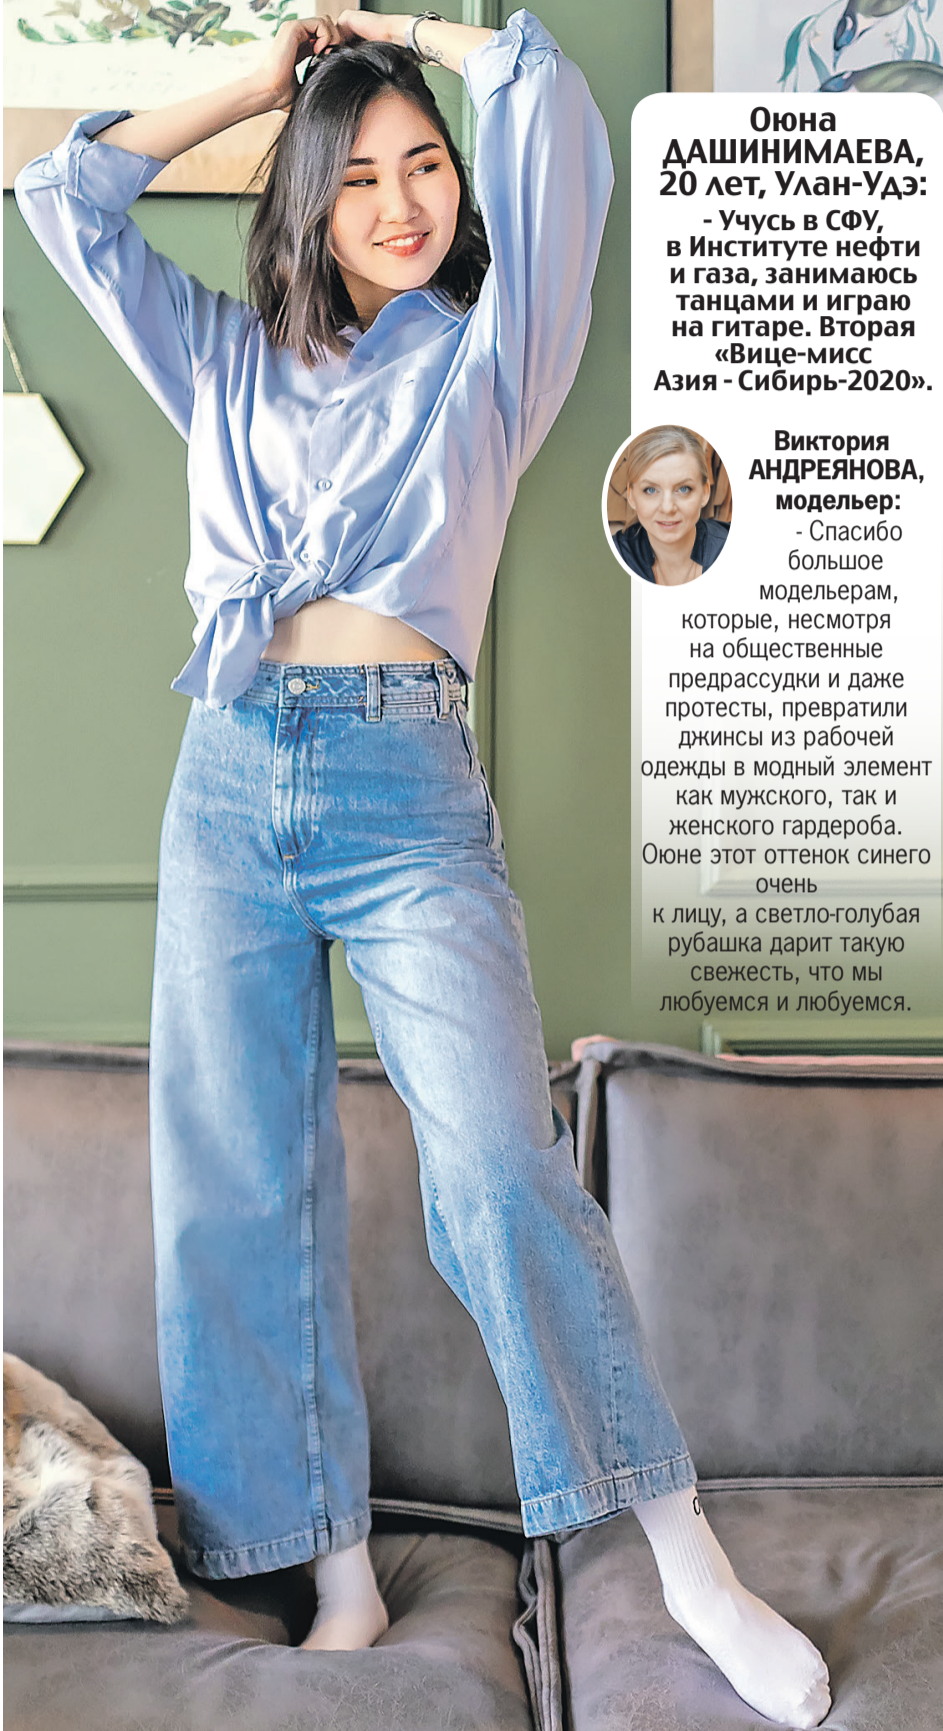 Оюна
ДАШИНИМАЕВА,
20 лет, Улан-Удэ:
- Учусь в СФУ,
в Институте нефти
и газа, занимаюсь
танцами и играю
на гитаре. Вторая
«Вице-мисс
Азия - Сибирь-2020».
Виктория
АНДРЕЯНОВА,
модельер:
- Спасибо
большое
модельерам,
которые, несмотря
на общественные
предрассудки и даже
протесты, превратили
джинсы из рабочей
одежды в модный элемент
как мужского, так и
женского гардероба.
Оюне этот оттенок синего
очень
к лицу, а светло-голубая
рубашка дарит такую
свежесть, что мы
любуемся и любуемся.